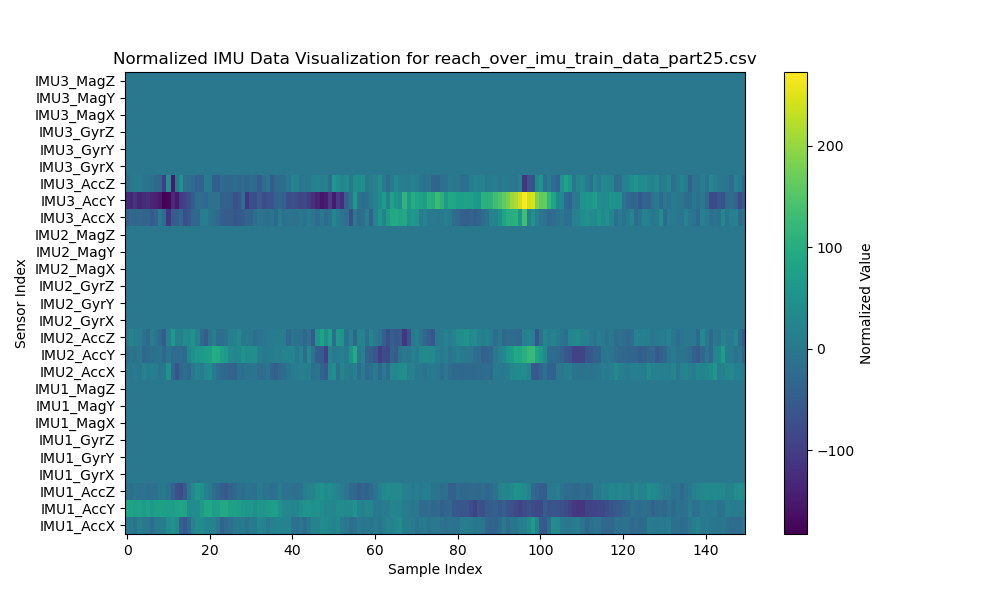 Normalized IMU Data Visualization for reach_over_imu_train_data_part25.csv
IMU3_MagZ
IMU3_MagY
IMU3_MagX
IMU3_GyrZ
IMU3_GyrY
IMU3_GyrX
IMU3_AccZ
IMU3_AccY
IMU3_AccX
IMU2_MagZ
IMU2_MagY
IMU2_MagX
IMU2_GyrZ
IMU2_GyrY
IMU2_GyrX
IMU2_AccZ
IMU2_AccY
IMU2_AccX
IMU1_MagZ
IMU1_MagY
IMU1_MagX
IMU1_GyrZ
IMU1_GyrY
IMU1_GyrX
IMU1_AccZ
IMU1_AccY
IMU1_AccX
Sensor Index
0 20 40 60 80 100 120 140
Sample Index
200
100
0
−100
Normalized Value